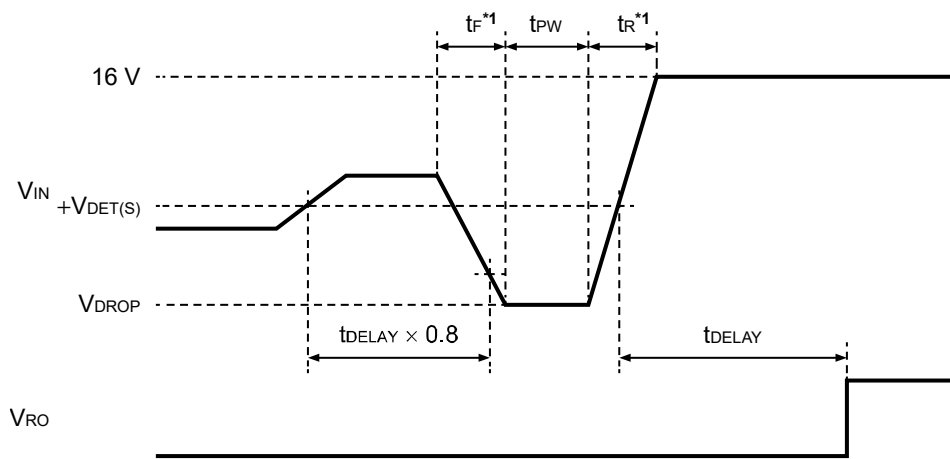 tF*1 tPW tR*1
16 V
VIN
+VDET(S)
VDROP
tDELAY × 0.8
tDELAY
VRO